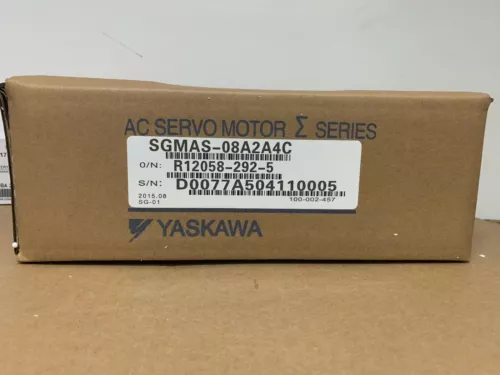 AC SERVO MOTOR Σ SERIES
SGMAS-08A2A4C
O/N: R12058-292-5
S/N: D0077A504110005
2015.08
SG-01 100-002-457
YASKAWA